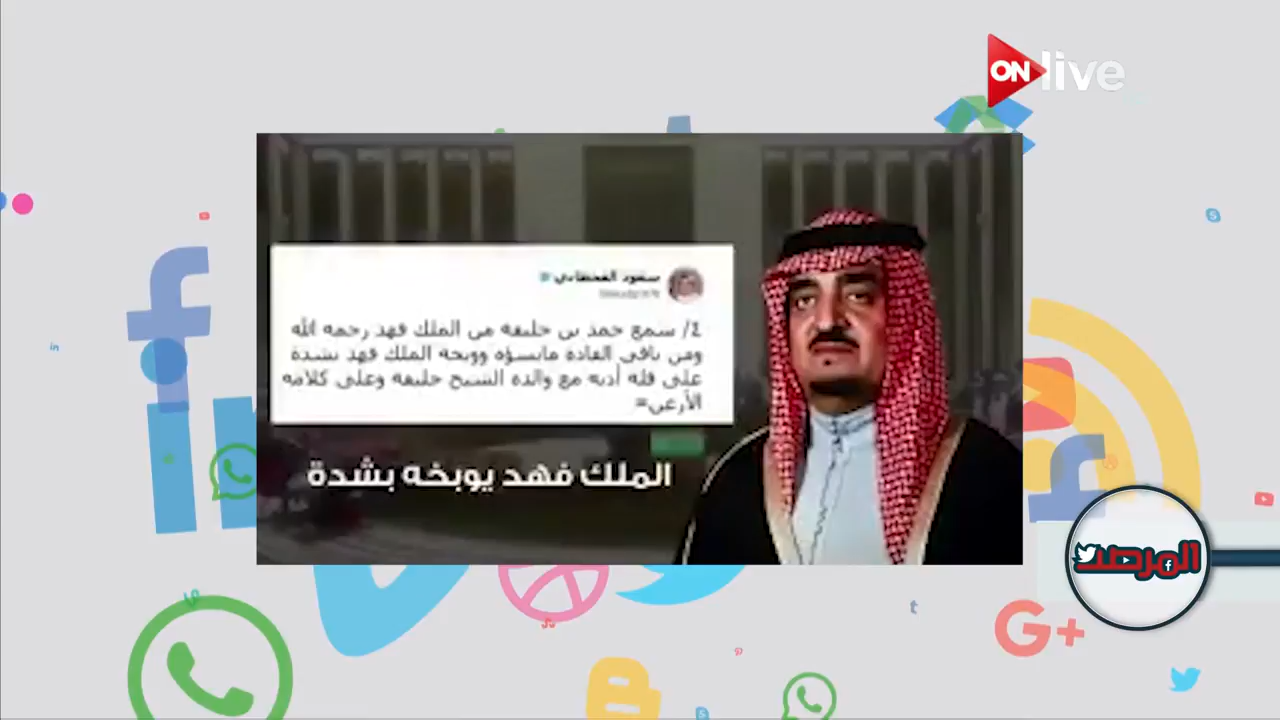 ON live
سعود القحطاني
٤/ سمع حمد بن خليفة من الملك فهد رحمه الله
ومن باقي القادة مايسؤه ووبخه الملك فهد بشدة
على قلة أدبه مع والده الشيخ خليفة وعلى كلامه
الأرعن=
الملك فهد يوبخه بشدة
المرصد